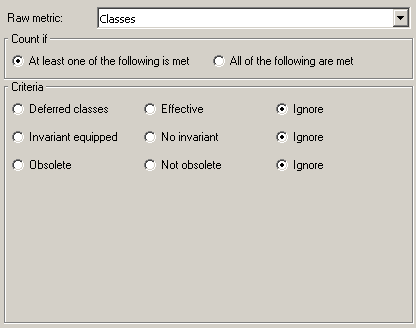 Raw metric: Classes
Count if
At least one of the following is met All of the following are met
Criteria
Deferred classes Effective Ignore
Invariant equipped No invariant Ignore
Obsolete Not obsolete Ignore